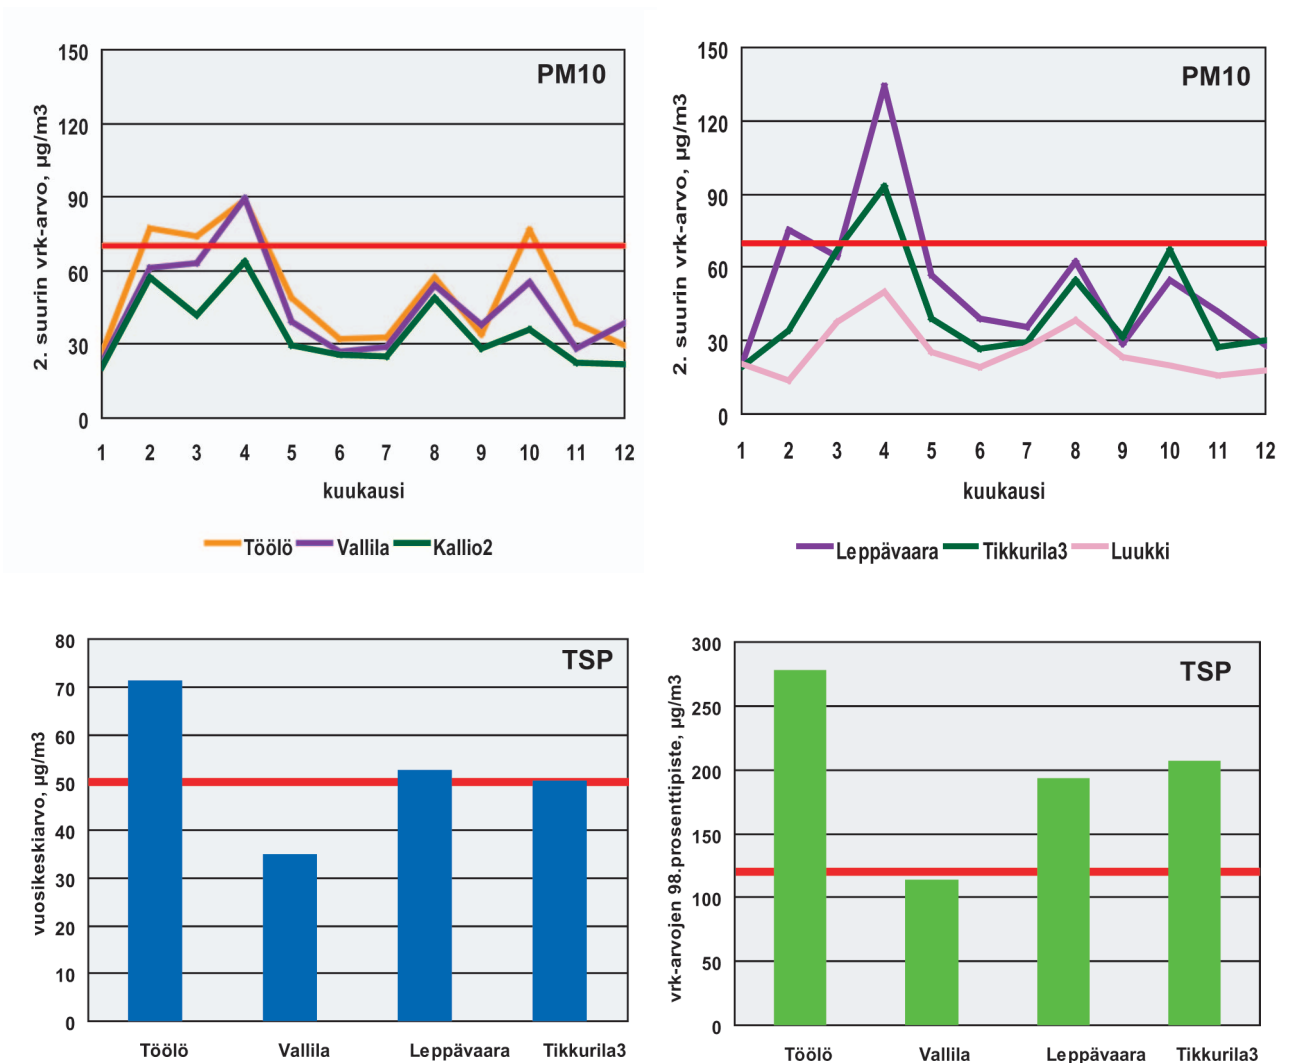 PM10
2. suurin vrk-arvo, µg/m3
150
120
90
60
30
0
1 2 3 4 5 6 7 8 9 10 11 12
kuukausi
Töölö Vallila Kallio2
PM10
2. suurin vrk-arvo, µg/m3
150
120
90
60
30
0
1 2 3 4 5 6 7 8 9 10 11 12
kuukausi
Leppävaara Tikkurila3 Luukki
TSP
vuosikeskiarvo, µg/m3
80
70
60
50
40
30
20
10
0
Töölö Vallila Leppävaara Tikkurila3
TSP
vrk-arvojen 98.prosenttipiste, µg/m3
300
250
200
150
100
50
0
Töölö Vallila Leppävaara Tikkurila3